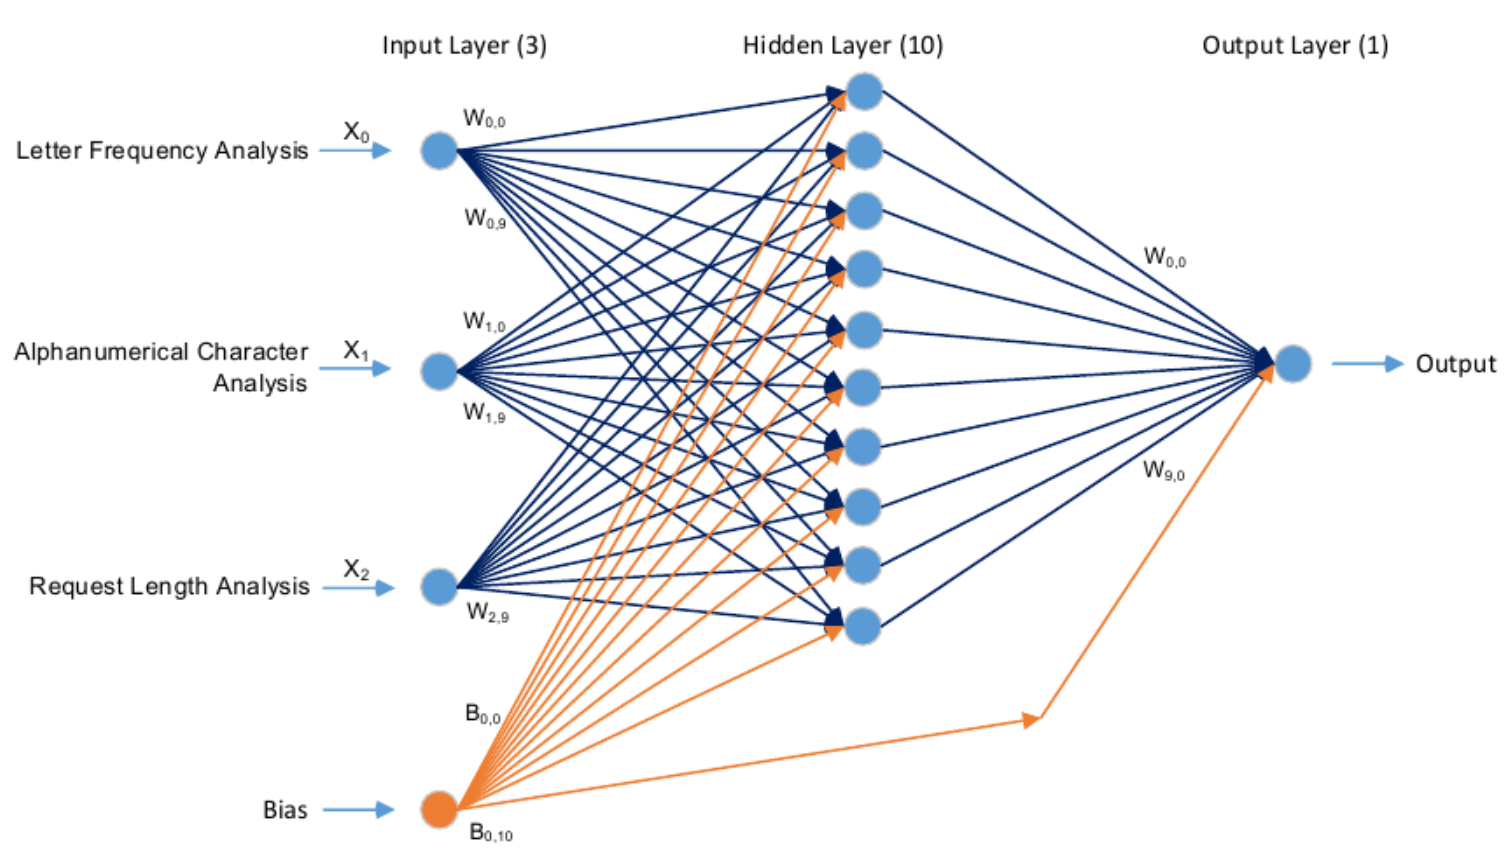 Input Layer (3)
Hidden Layer (10)
Output Layer (1)
Letter Frequency Analysis
X0
W0,0
W0,9
Alphanumerical Character
Analysis
X1
W1,0
W1,9
Request Length Analysis
X2
W2,9
Bias
B0,0
B0,10
W0,0
W9,0
Output